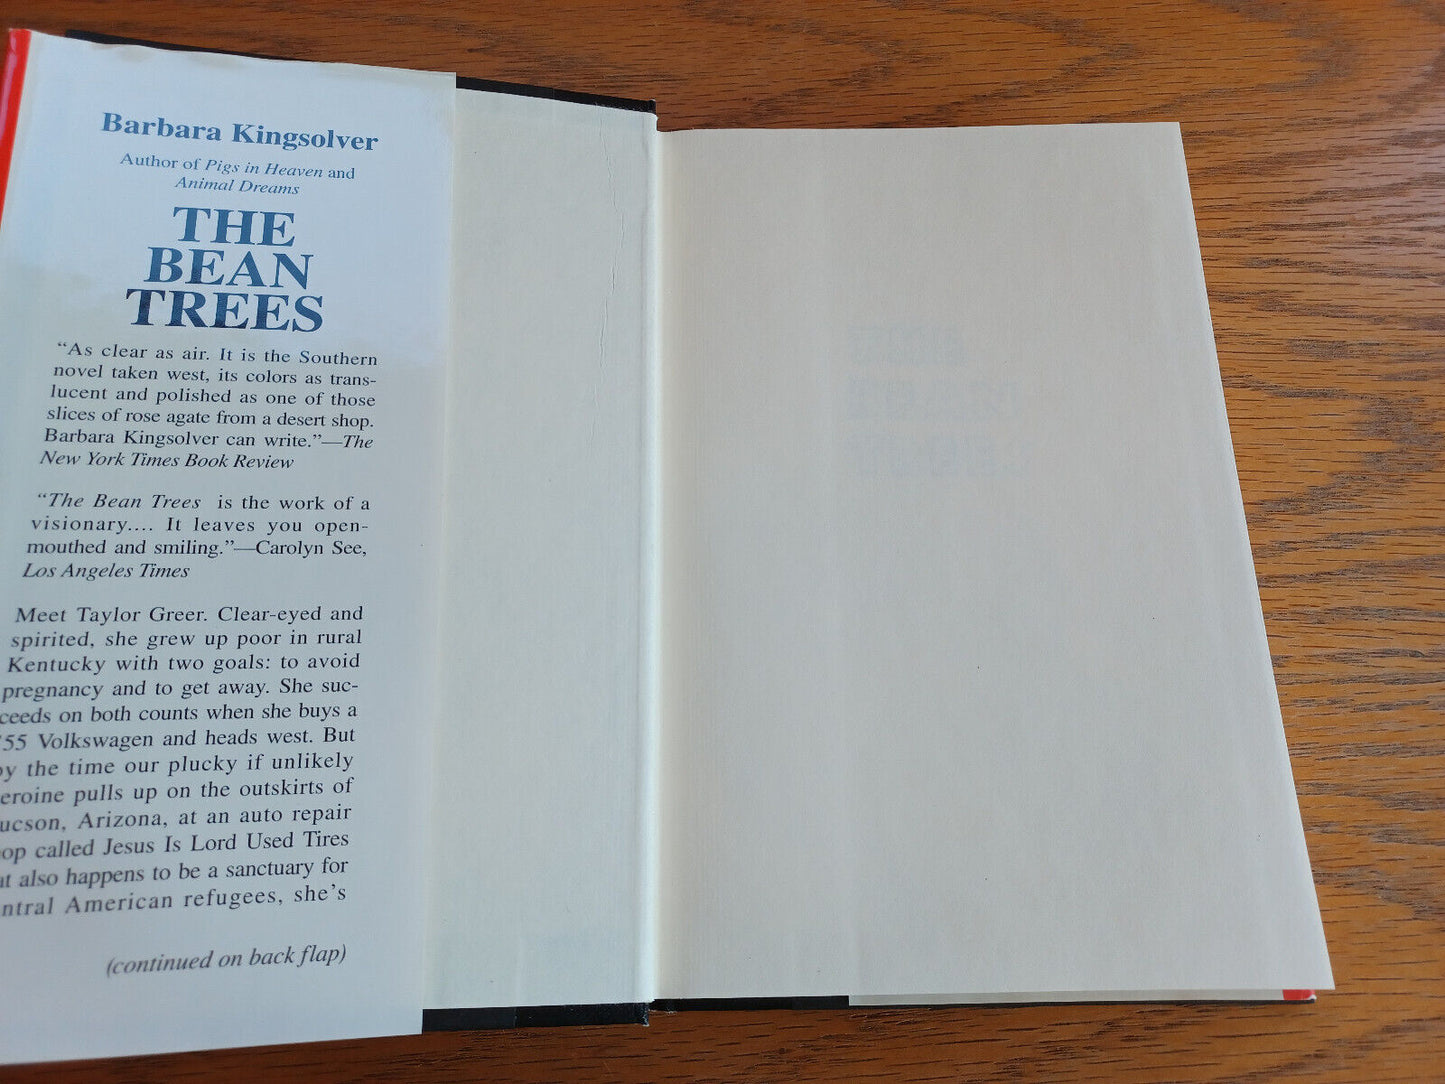 Barbara Kingsolver
Author of Pigs in Heaven and
Animal Dreams
THE
BEAN
TREES
“As clear as air. It is the Southern
novel taken west, its colors as trans-
lucent and polished as one of those
slices of rose agate from a desert shop.
Barbara Kingsolver can write.”—The
New York Times Book Review
“The Bean Trees is the work of a
visionary.... It leaves you open-
mouthed and smiling.”—Carolyn See,
Los Angeles Times
Meet Taylor Greer. Clear-eyed and
spirited, she grew up poor in rural
Kentucky with two goals: to avoid
pregnancy and to get away. She suc-
ceeds on both counts when she buys a
'55 Volkswagen and heads west. But
by the time our plucky if unlikely
eroine pulls up on the outskirts of
ucson, Arizona, at an auto repair
op called Jesus Is Lord Used Tires
at also happens to be a sanctuary for
ntral American refugees, she's
(continued on back flap)